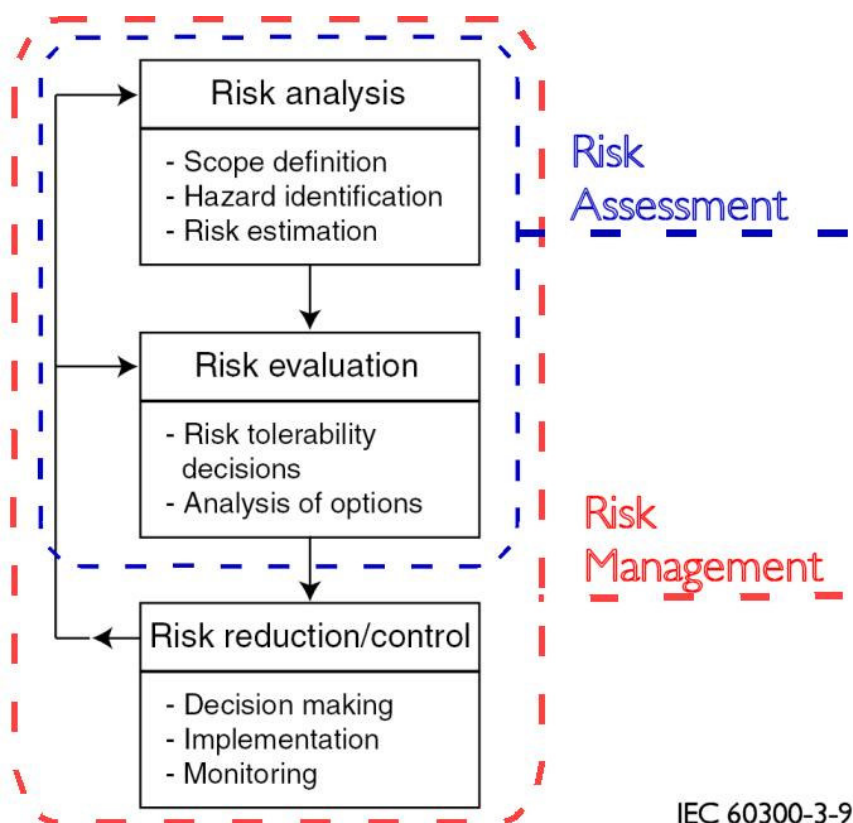 Risk analysis
- Scope definition
- Hazard identification
- Risk estimation
Risk
Assessment
Risk evaluation
- Risk tolerability
decisions
- Analysis of options
Risk
Management
Risk reduction/control
- Decision making
- Implementation
- Monitoring
IEC 60300-3-9